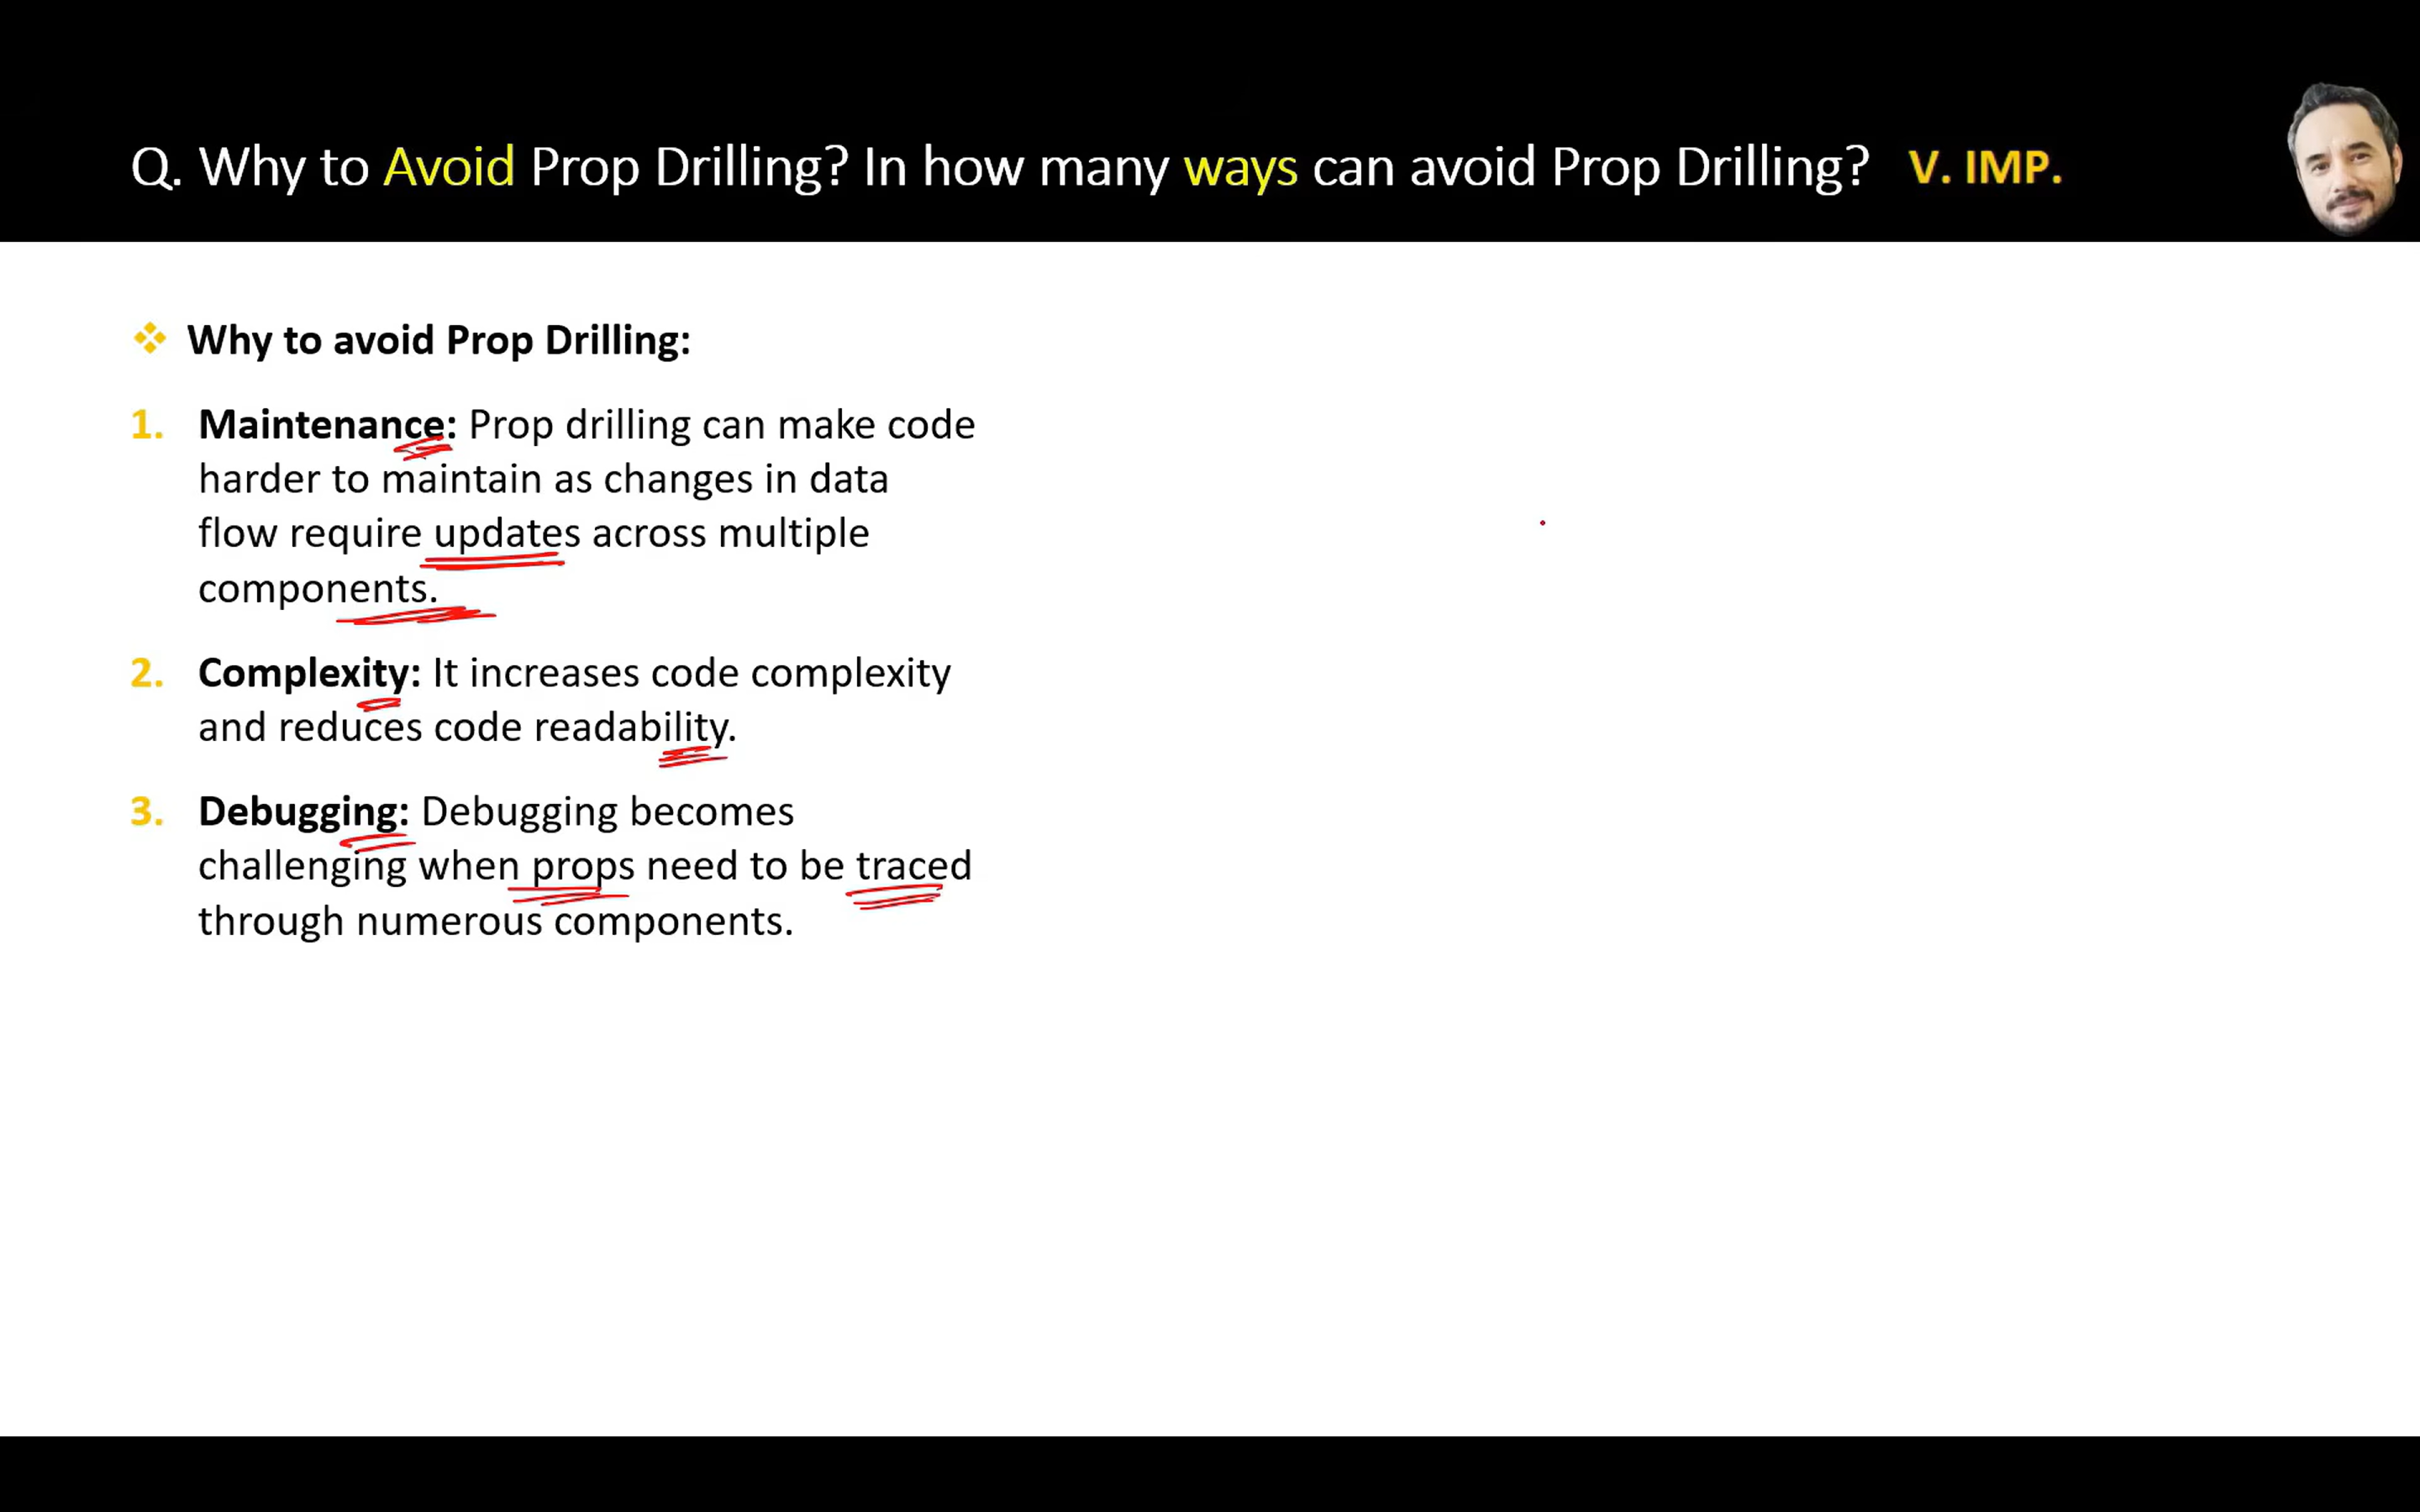 Q. Why to Avoid Prop Drilling? In how many ways can avoid Prop Drilling? V. IMP.
Why to avoid Prop Drilling:
1. Maintenance: Prop drilling can make code
harder to maintain as changes in data
flow require updates across multiple
components.
2. Complexity: It increases code complexity
and reduces code readability.
3. Debugging: Debugging becomes
challenging when props need to be traced
through numerous components.